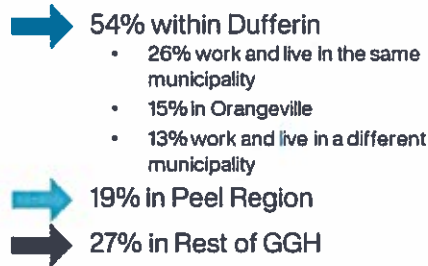 54% within Dufferin
• 26% work and live in the same
municipality
• 15% in Orangeville
• 13% work and live in a different
municipality
19% in Peel Region
27% in Rest of GGH